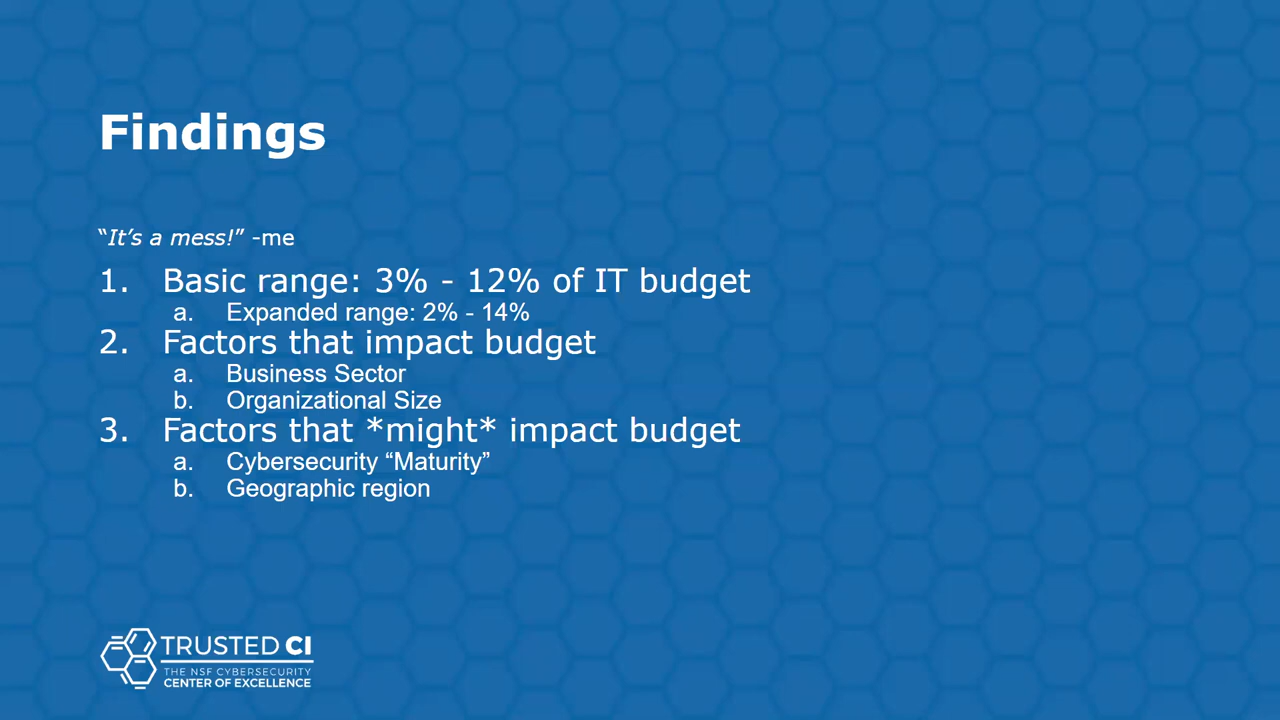 Findings
“It’s a mess!” -me
1. Basic range: 3% - 12% of IT budget
a. Expanded range: 2% - 14%
2. Factors that impact budget
a. Business Sector
b. Organizational Size
3. Factors that *might* impact budget
a. Cybersecurity “Maturity”
b. Geographic region
TRUSTED CI
THE NSF CYBERSECURITY
CENTER OF EXCELLENCE